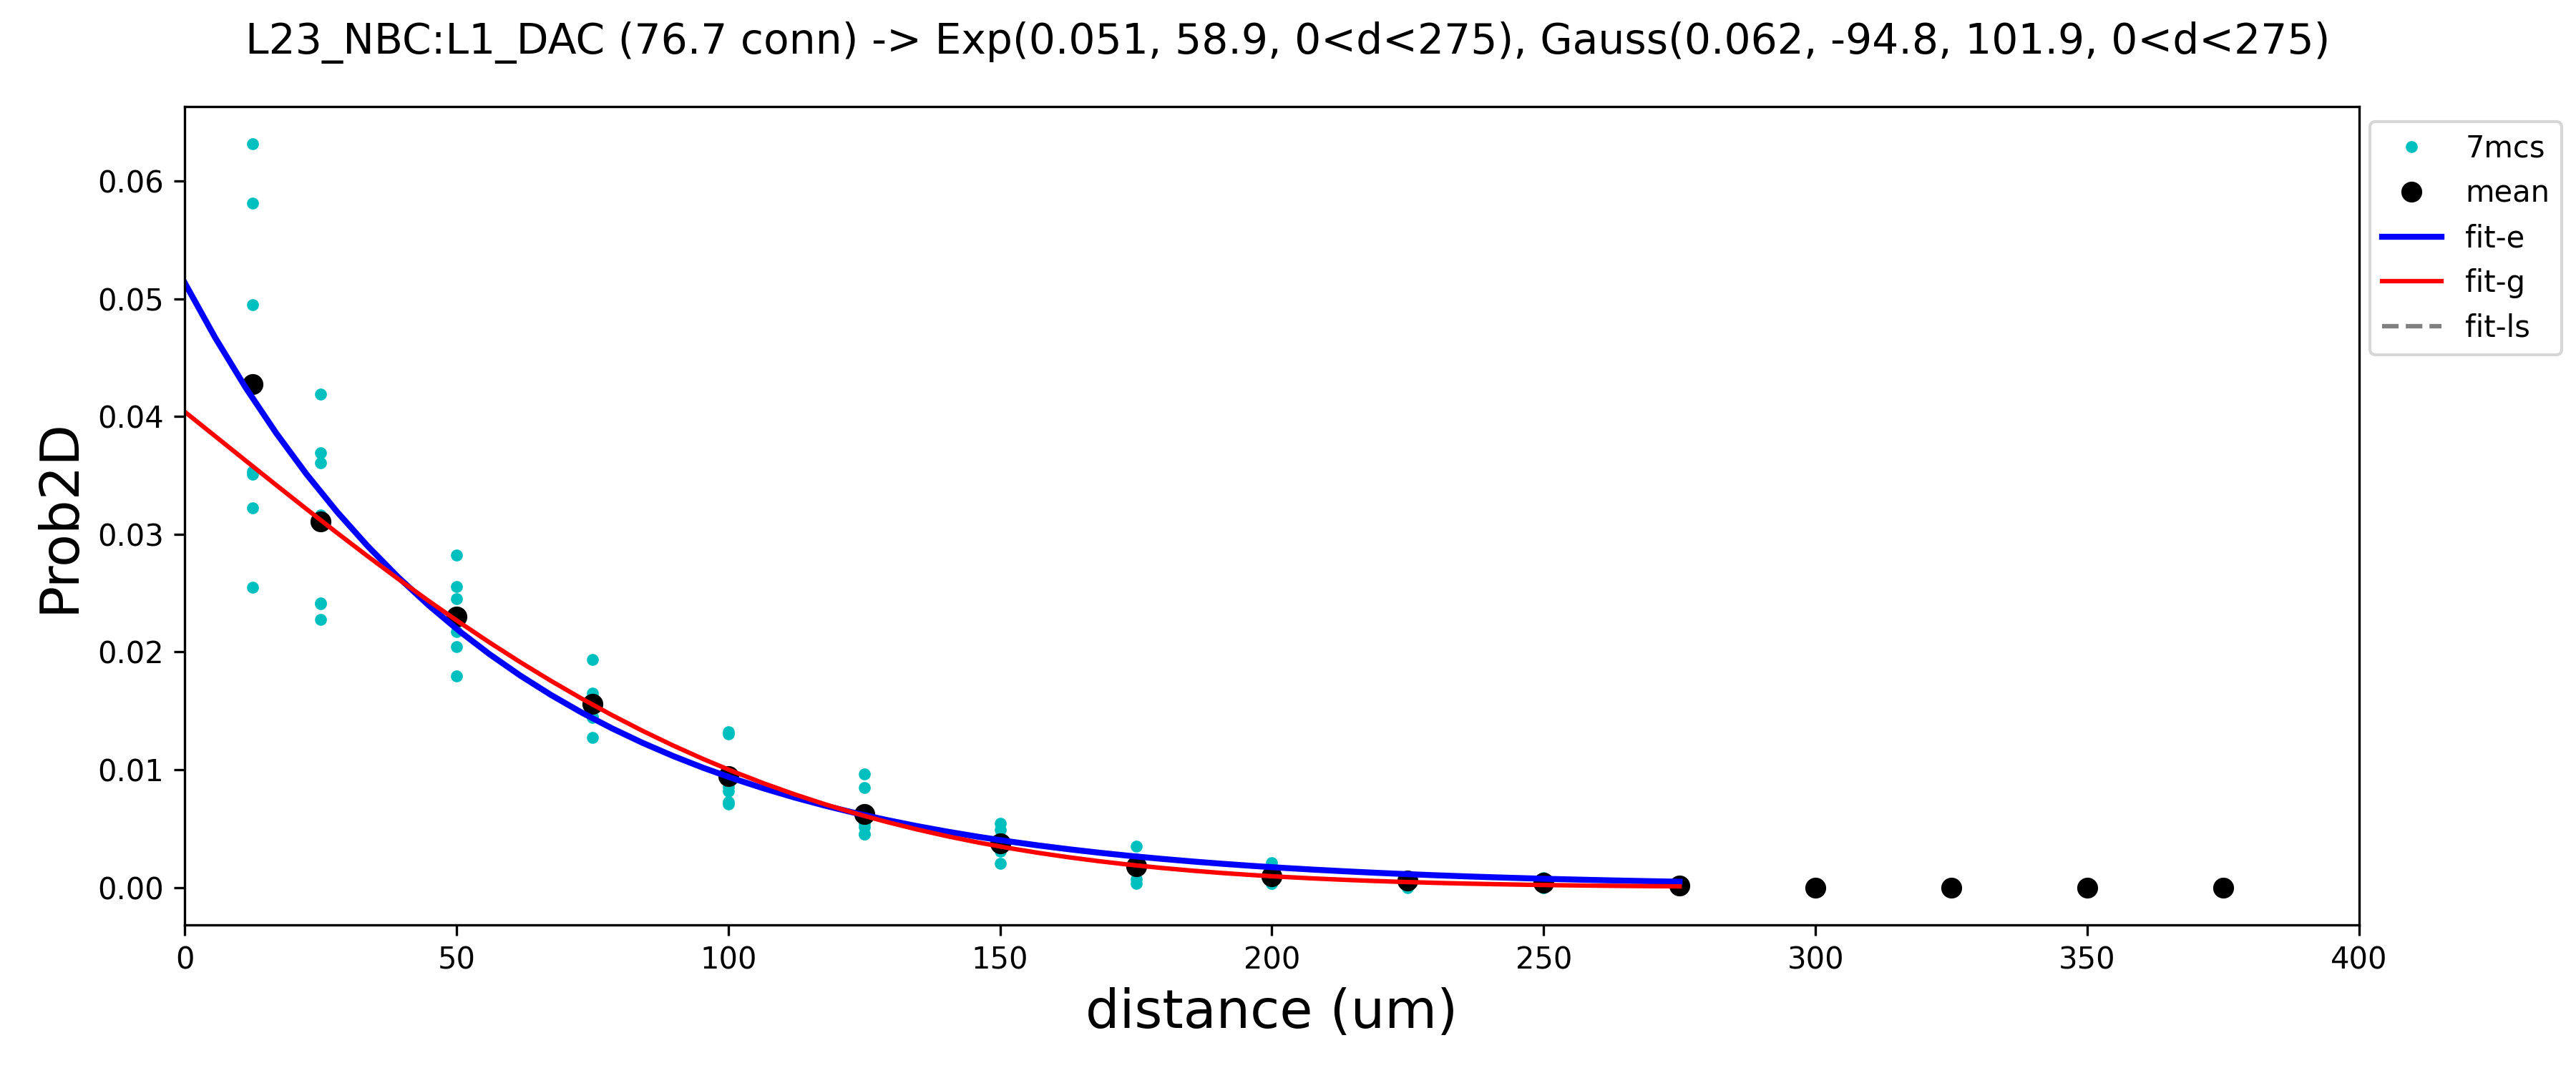 L23_NBC:L1_DAC (76.7 conn) -> Exp(0.051, 58.9, 0<d<275), Gauss(0.062, -94.8, 101.9, 0<d<275)
7mcs
mean
fit-e
fit-g
fit-ls
Prob2D
0.06
0.05
0.04
0.03
0.02
0.01
0.00
0 50 100 150 200 250 300 350 400
distance (um)